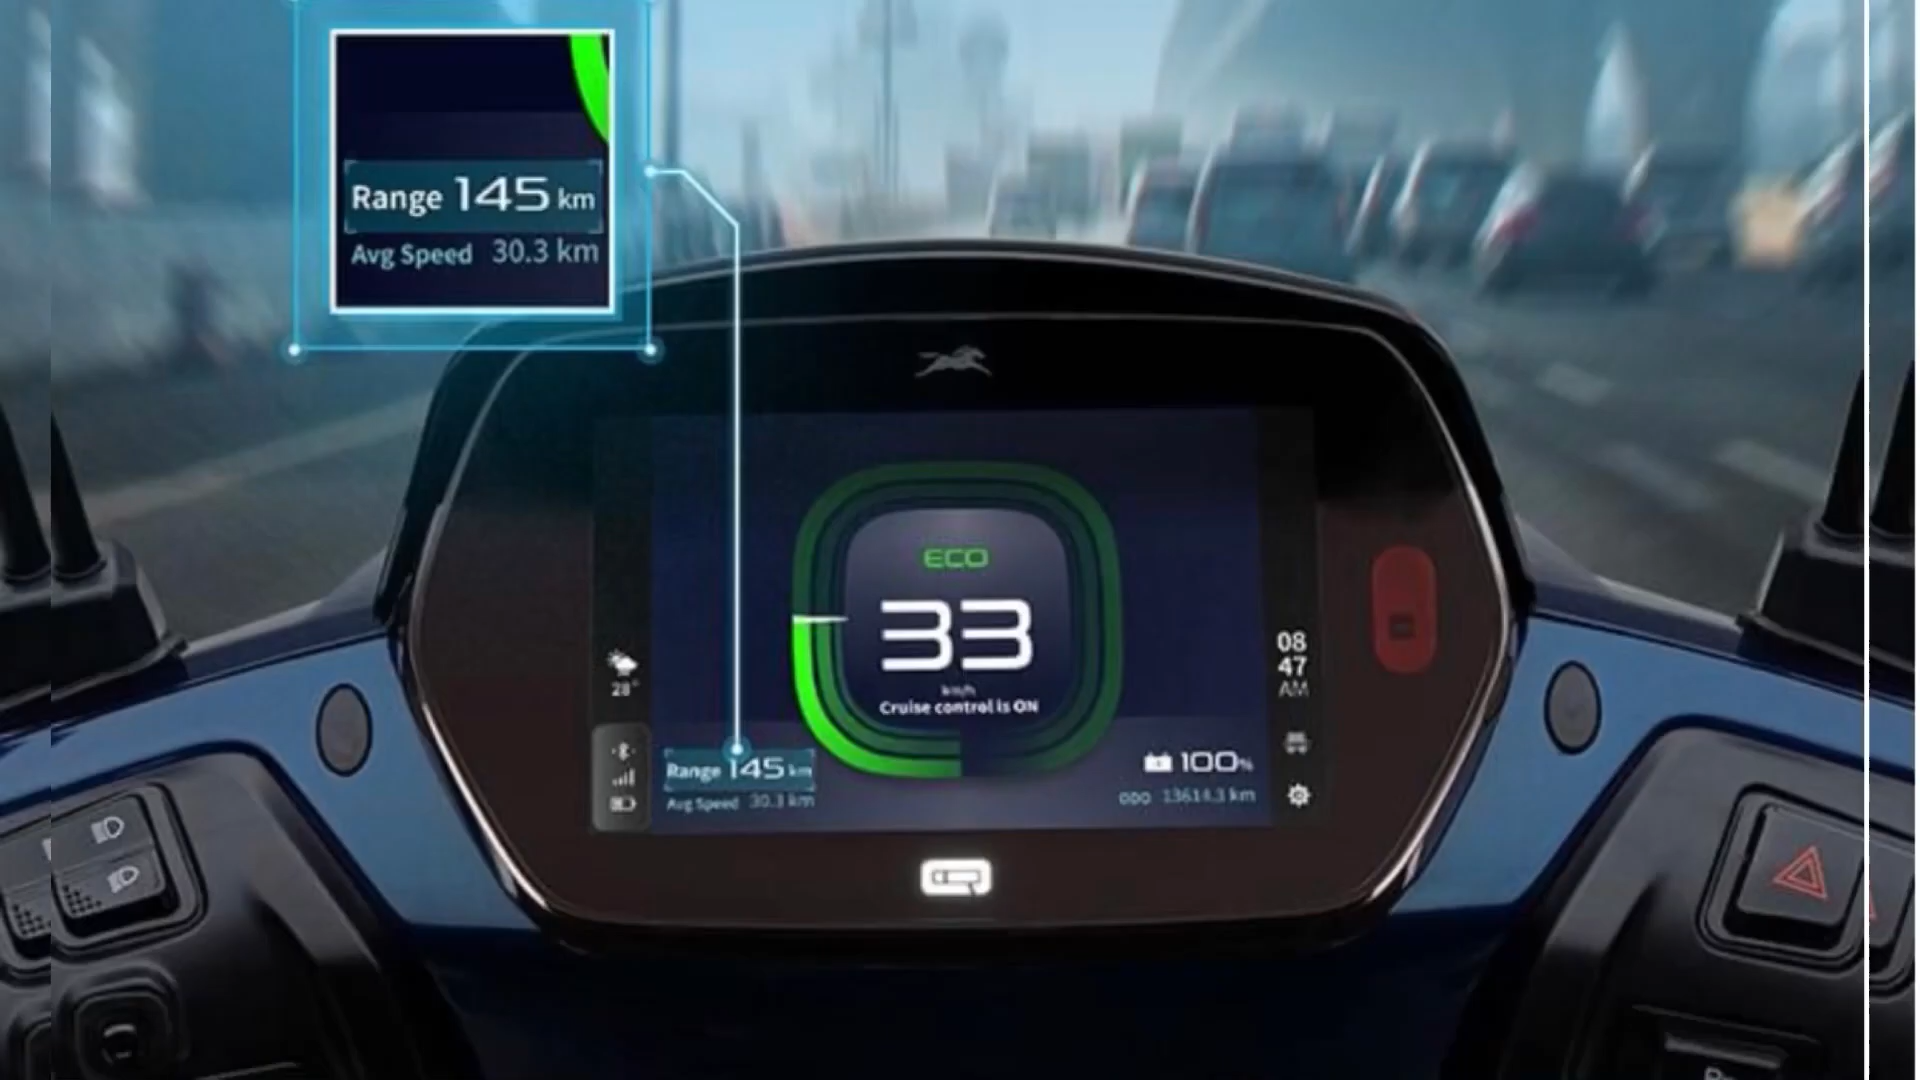 Range 145 km
Avg Speed 30.3 km
ECO
33
km/h
Cruise control is ON
28°
08
47
AM
Range 145 km
Avg Speed 30.3 km
100%
ODO 13614.3 km